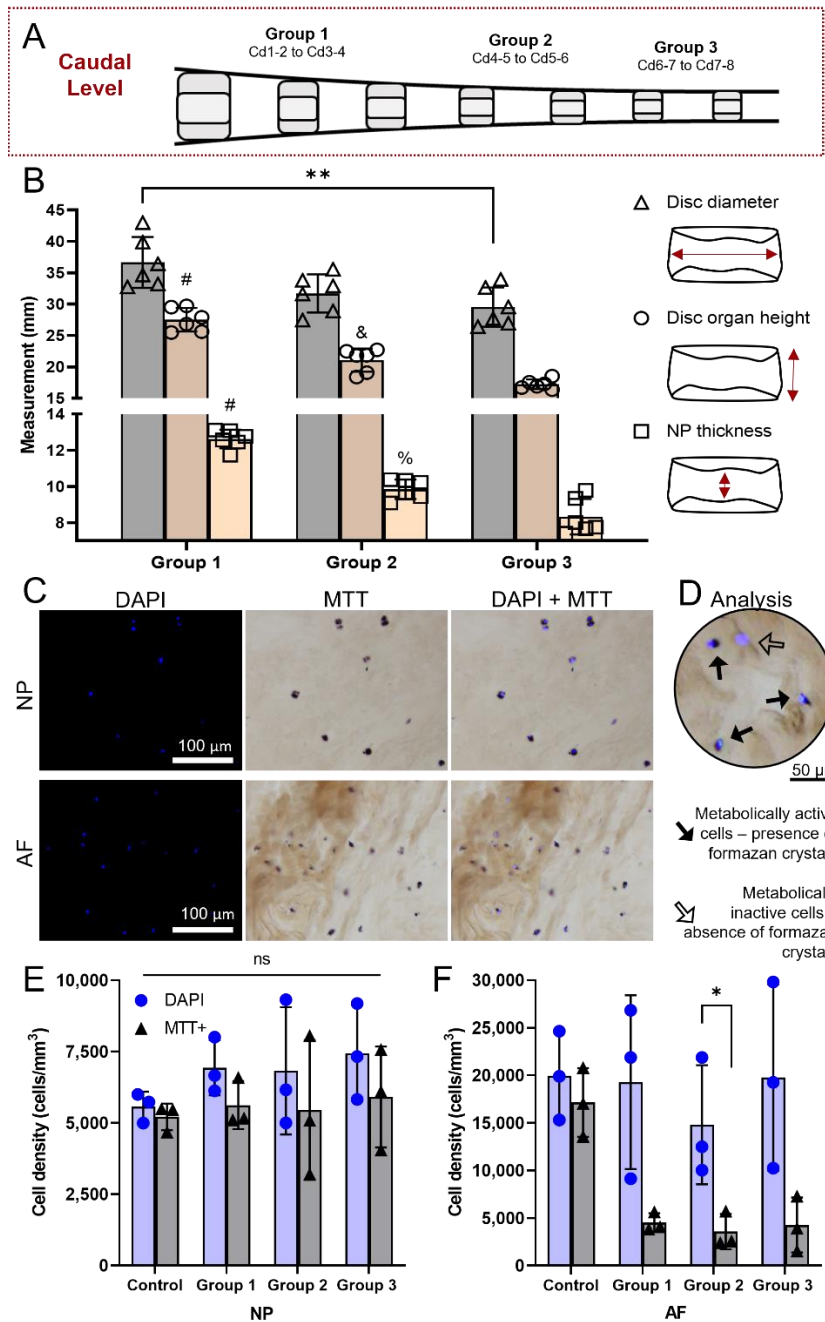 A
Caudal
Level
Group 1
Cd1-2 to Cd3-4
Group 2
Cd4-5 to Cd5-6
Group 3
Cd6-7 to Cd7-8
B
**
Measurement (mm)
45
40
35
30
25
20
15
14
12
10
8
#
#
&
%
Group 1
Group 2
Group 3
Disc diameter
Disc organ height
NP thickness
C
DAPI
MTT
DAPI + MTT
NP
100 µm
AF
100 µm
D
Analysis
50 µ
Metabolically activ
cells – presence
formazan crysta
Metabolical
inactive cells
absence of formaza
crysta
E
ns
DAPI
MTT+
Cell density (cells/mm³)
10,000
7,500
5,000
2,500
0
Control
Group 1
Group 2
Group 3
NP
F
*
Cell density (cells/mm³)
30,000
25,000
20,000
15,000
10,000
5,000
0
Control
Group 1
Group 2
Group 3
AF